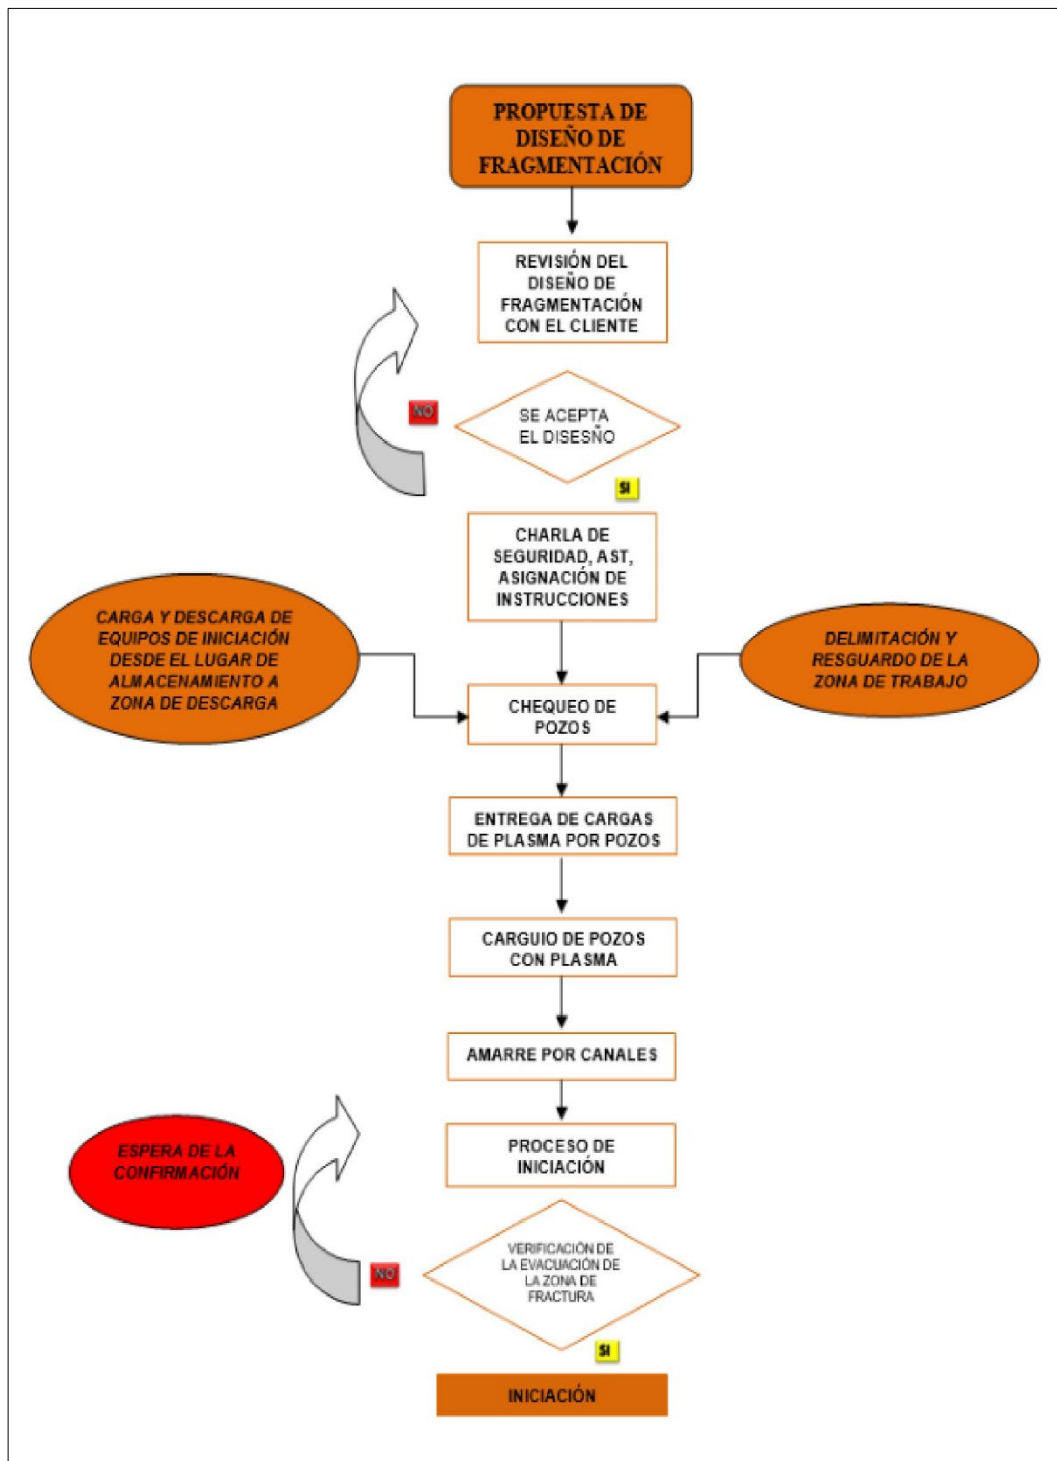 PROPUESTA DE
DISEÑO DE
FRAGMENTACIÓN
REVISIÓN DEL
DISEÑO DE
FRAGMENTACIÓN
CON EL CLIENTE
NO
SE ACEPTA
EL DISESÑO
SI
CHARLA DE
SEGURIDAD, AST,
ASIGNACIÓN DE
INSTRUCCIONES
CARGA Y DESCARGA DE
EQUIPOS DE INICIACIÓN
DESDE EL LUGAR DE
ALMACENAMIENTO A
ZONA DE DESCARGA
DELIMITACIÓN Y
RESGUARDO DE LA
ZONA DE TRABAJO
CHEQUEO DE
POZOS
ENTREGA DE CARGAS
DE PLASMA POR POZOS
CARGUIO DE POZOS
CON PLASMA
AMARRE POR CANALES
ESPERA DE LA
CONFIRMACIÓN
PROCESO DE
INICIACIÓN
NO
VERIFICACIÓN DE
LA EVACUACIÓN DE
LA ZONA DE
FRACTURA
SI
INICIACIÓN